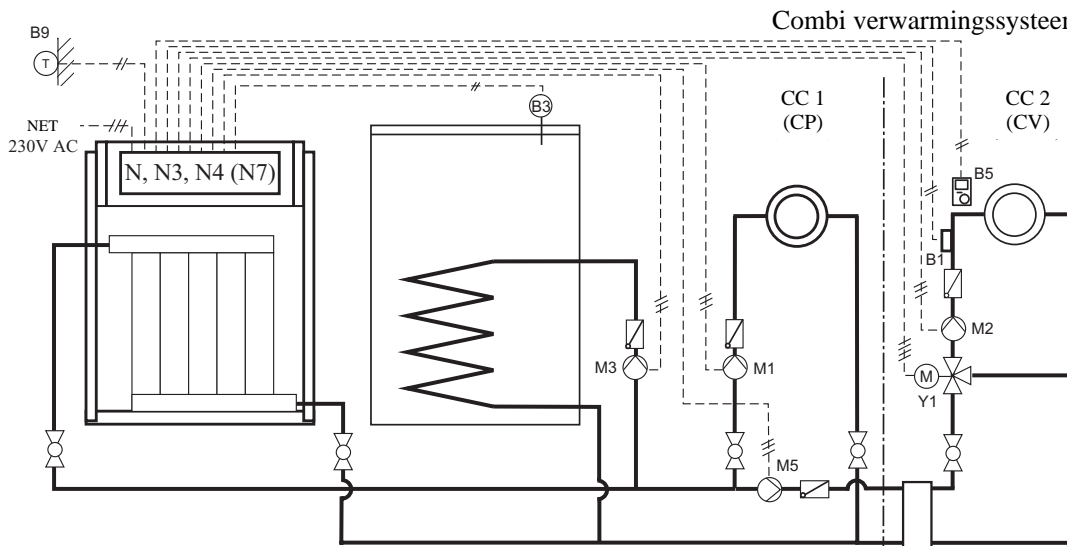 Combi verwarmingssysteem
B9
T
NET
230V AC
N, N3, N4 (N7)
B3
CC 1
(CP)
CC 2
(CV)
B5
B1
M3
M1
M2
M
Y1
M5